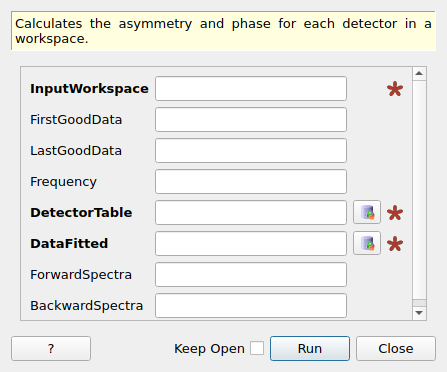 Calculates the asymmetry and phase for each detector in a
workspace.
InputWorkspace
FirstGoodData
LastGoodData
Frequency
DetectorTable
DataFitted
ForwardSpectra
BackwardSpectra
? Keep Open Run Close